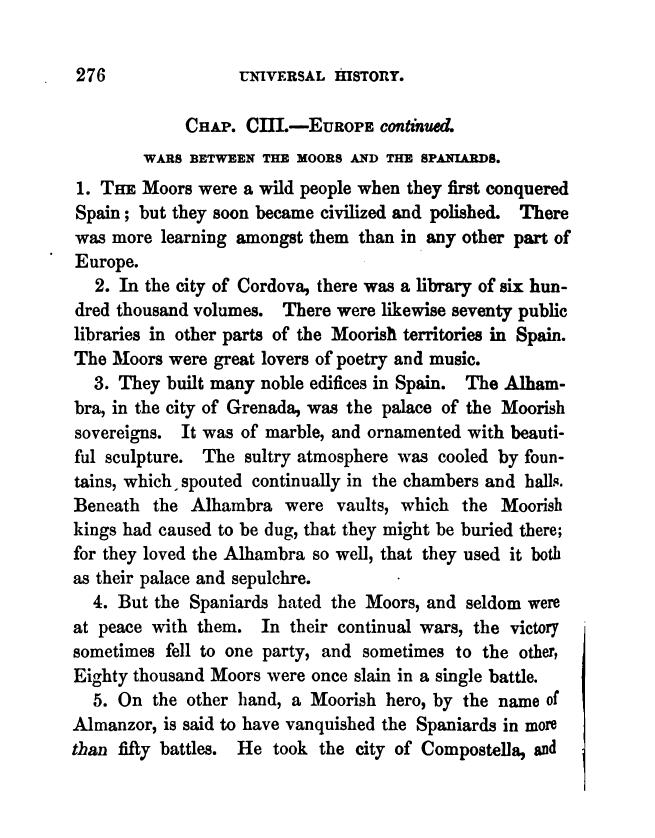 276 UNIVERSAL HISTORY.
CHAP. CIII.—EUROPE continued.
WARS BETWEEN THE MOORS AND THE SPANIARDS.
1. THE Moors were a wild people when they first conquered
Spain; but they soon became civilized and polished. There
was more learning amongst them than in any other part of
Europe.
2. In the city of Cordova, there was a library of six hun-
dred thousand volumes. There were likewise seventy public
libraries in other parts of the Moorish territories in Spain.
The Moors were great lovers of poetry and music.
3. They built many noble edifices in Spain. The Alham-
bra, in the city of Grenada, was the palace of the Moorish
sovereigns. It was of marble, and ornamented with beauti-
ful sculpture. The sultry atmosphere was cooled by foun-
tains, which spouted continually in the chambers and halls.
Beneath the Alhambra were vaults, which the Moorish
kings had caused to be dug, that they might be buried there;
for they loved the Alhambra so well, that they used it both
as their palace and sepulchre.
4. But the Spaniards hated the Moors, and seldom were
at peace with them. In their continual wars, the victory
sometimes fell to one party, and sometimes to the other,
Eighty thousand Moors were once slain in a single battle.
5. On the other hand, a Moorish hero, by the name of
Almanzor, is said to have vanquished the Spaniards in more
than fifty battles. He took the city of Compostella, and